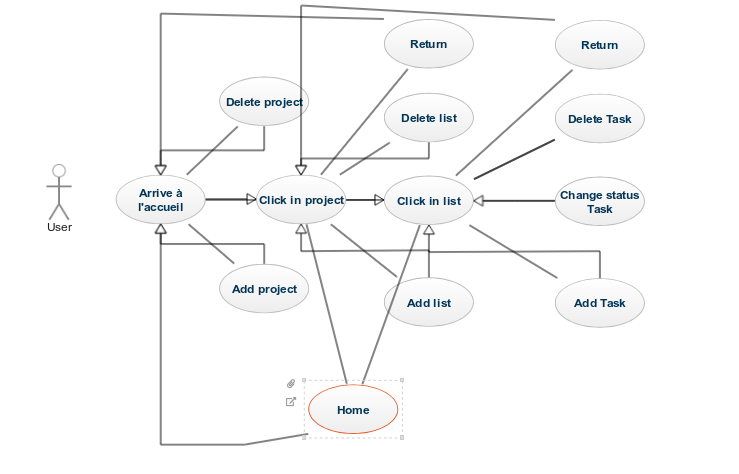 Return
Return
Delete project
Delete list
Delete Task
User
Arrive à
l'accueil
Click in project
Click in list
Change status
Task
Add project
Add list
Add Task
Home